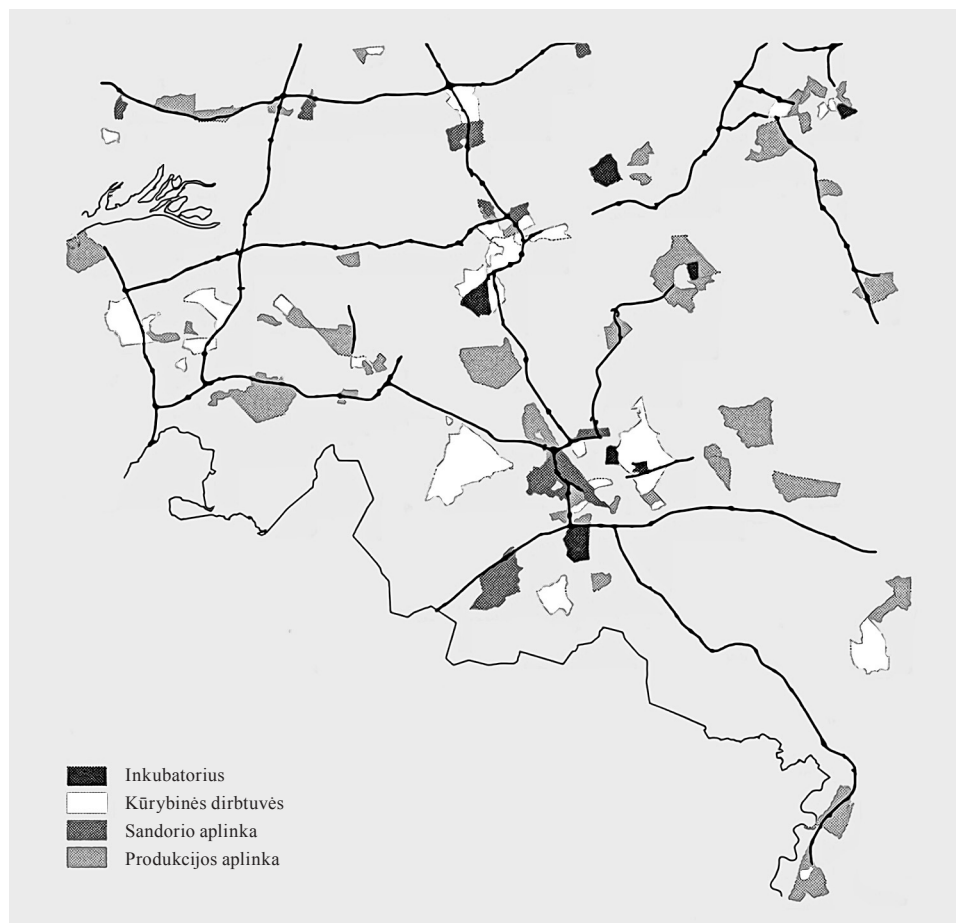 Inkubatorius
Kūrybinės dirbtuvės
Sandorio aplinka
Produkcijos aplinka